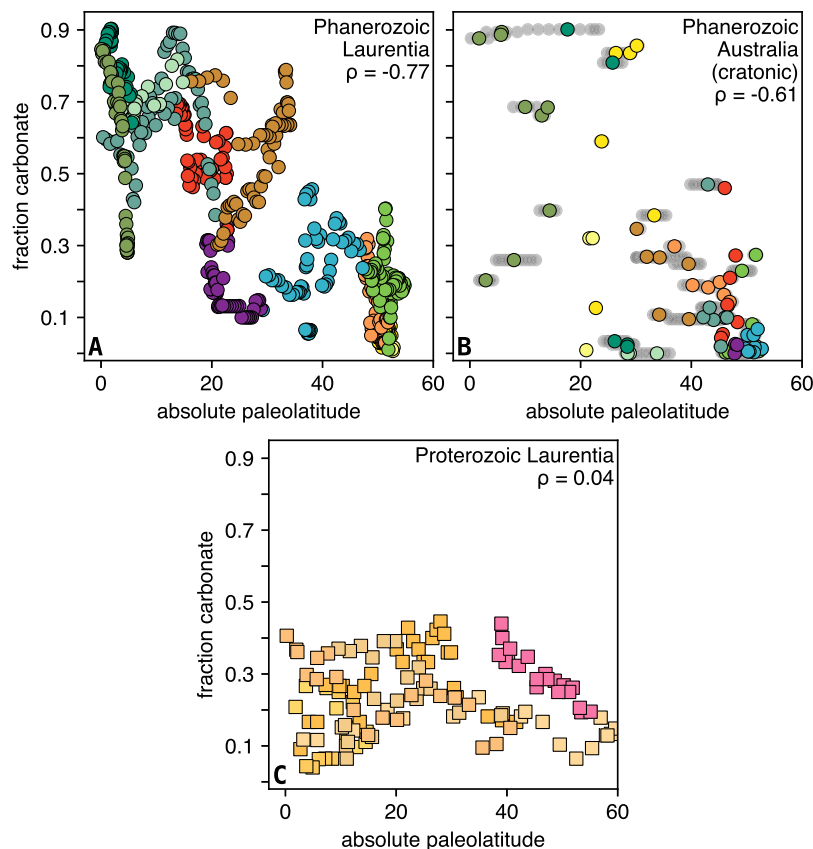 Phanerozoic
Laurentia
ρ = -0.77
0.9
0.7
0.5
0.3
0.1
fraction carbonate
A
0
20
40
60
absolute paleolatitude
Phanerozoic
Australia
(cratonic)
ρ = -0.61
B
0
20
40
60
absolute paleolatitude
Proterozoic Laurentia
ρ = 0.04
0.9
0.7
0.5
0.3
0.1
fraction carbonate
C
0
20
40
60
absolute paleolatitude